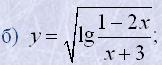 б) y = √(lg (1 − 2x)/(x + 3));